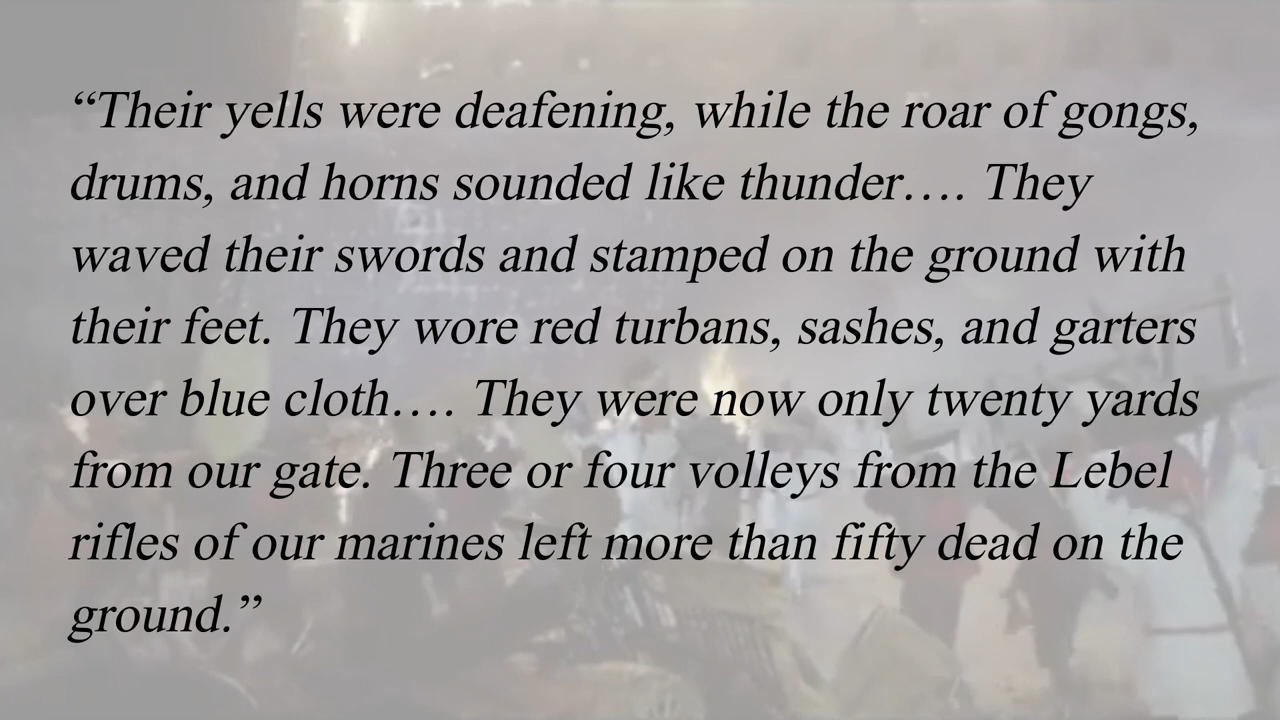 “Their yells were deafening, while the roar of gongs,
drums, and horns sounded like thunder…. They
waved their swords and stamped on the ground with
their feet. They wore red turbans, sashes, and garters
over blue cloth…. They were now only twenty yards
from our gate. Three or four volleys from the Lebel
rifles of our marines left more than fifty dead on the
ground.”